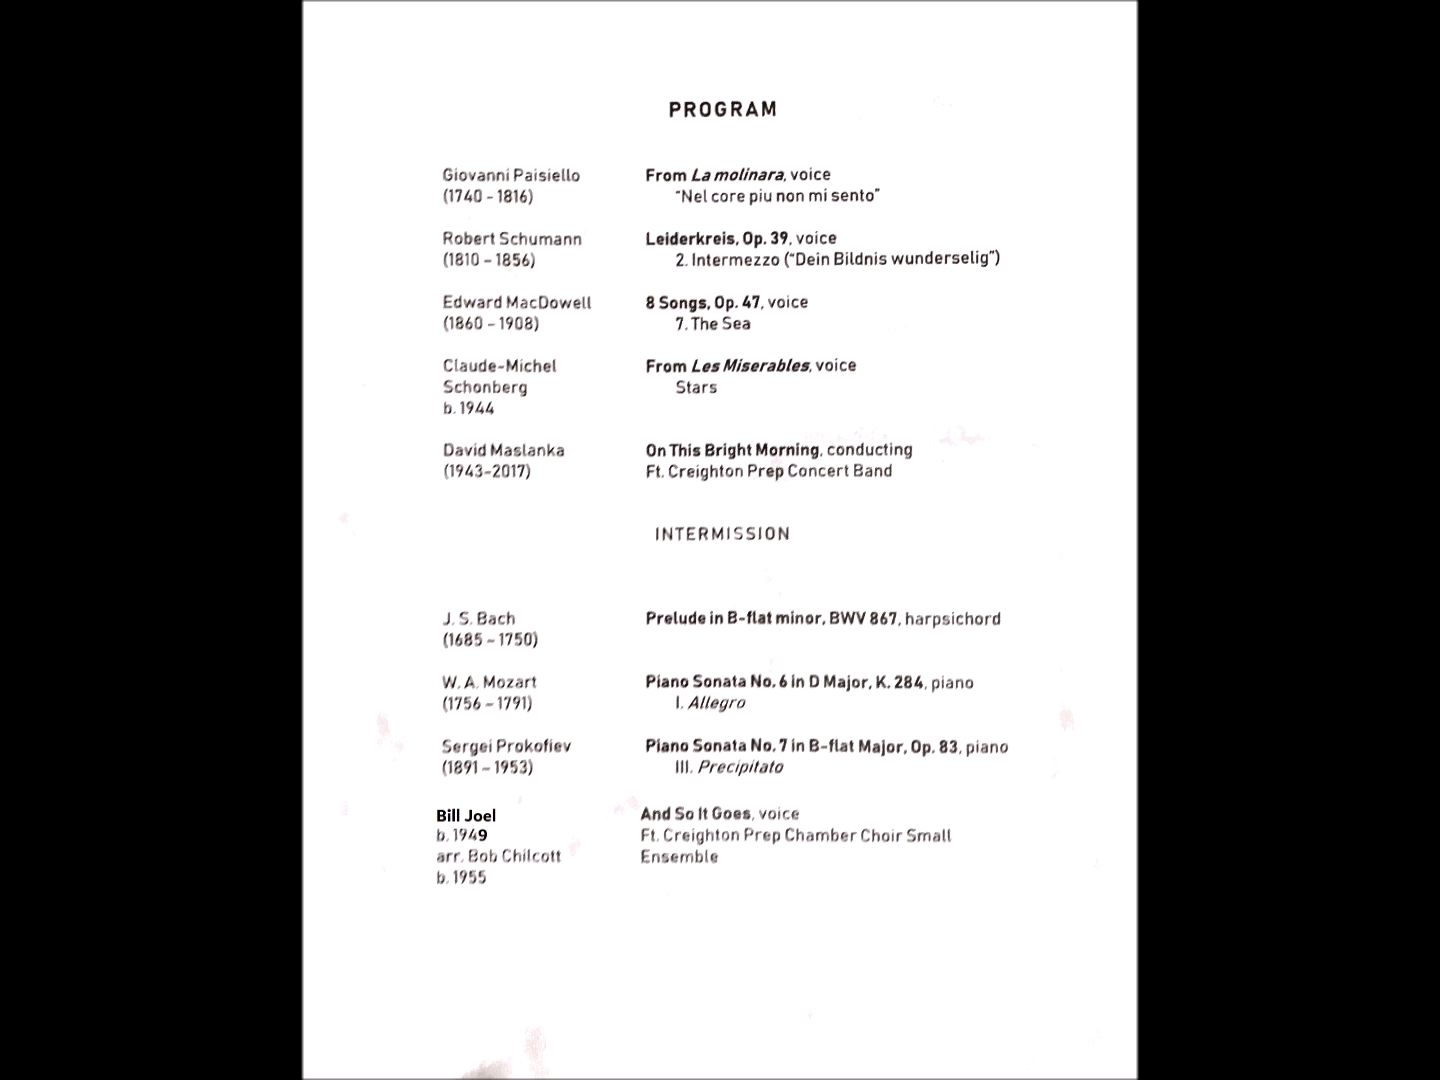 PROGRAM
Giovanni Paisiello
(1740 – 1816)
From La molinara, voice
"Nel core piu non mi sento"
Robert Schumann
(1810 – 1856)
Leiderkreis, Op. 39, voice
2. Intermezzo ("Dein Bildnis wunderselig")
Edward MacDowell
(1860 – 1908)
8 Songs, Op. 47, voice
7. The Sea
Claude-Michel
Schonberg
b. 1944
From Les Miserables, voice
Stars
David Maslanka
(1943-2017)
On This Bright Morning, conducting
Ft. Creighton Prep Concert Band
INTERMISSION
J. S. Bach
(1685 – 1750)
Prelude in B-flat minor, BWV 867, harpsichord
W. A. Mozart
(1756 – 1791)
Piano Sonata No. 6 in D Major, K. 284, piano
I. Allegro
Sergei Prokofiev
(1891 – 1953)
Piano Sonata No. 7 in B-flat Major, Op. 83, piano
III. Precipitato
Bill Joel
b. 1949
arr. Bob Chilcott
b. 1955
And So It Goes, voice
Ft. Creighton Prep Chamber Choir Small
Ensemble